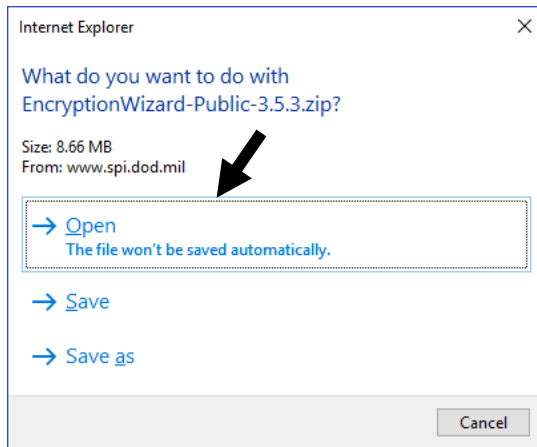 Internet Explorer
What do you want to do with
EncryptionWizard-Public-3.5.3.zip?
Size: 8.66 MB
From: www.spi.dod.mil
Open
The file won't be saved automatically.
Save
Save as
Cancel